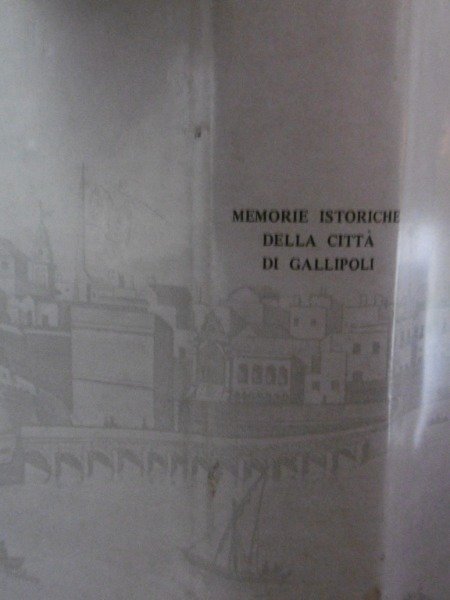 MEMORIE ISTORICHE
DELLA CITTÀ
DI GALLIPOLI